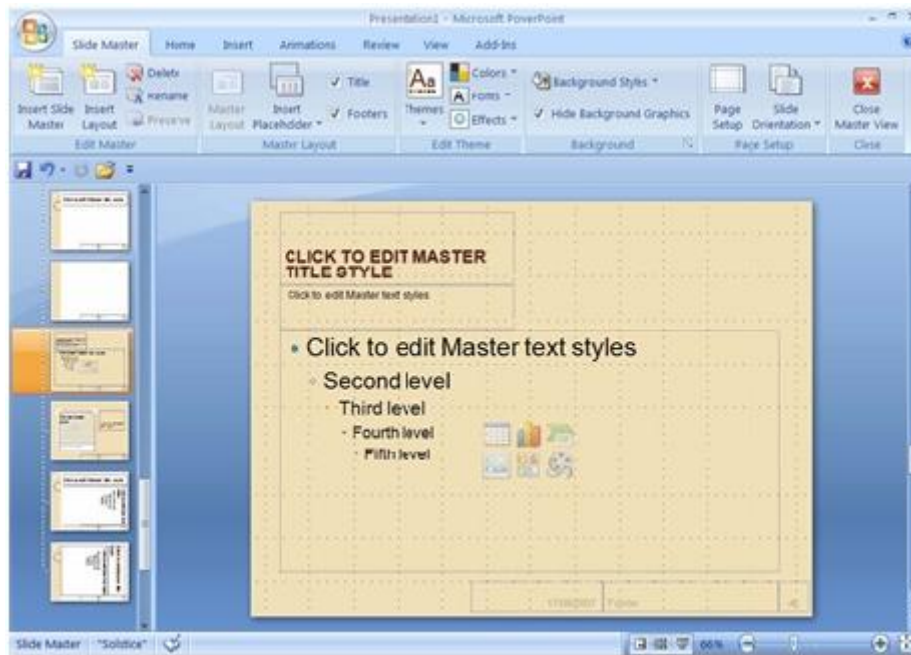 Presentation1 - Microsoft PowerPoint
Slide Master Home Insert Animations Review View Add-Ins
Insert Slide Master
Insert Layout
Delete
Rename
Preserve
Master Layout
Insert Placeholder
Title
Footers
Themes
Colors
Fonts
Effects
Background Styles
Hide Background Graphics
Page Setup
Slide Orientation
Close Master View
Edit Master Master Layout Edit Theme Background Page Setup Close
CLICK TO EDIT MASTER
TITLE STYLE
Click to edit Master text styles
• Click to edit Master text styles
Second level
Third level
Fourth level
Fifth level
Footer
Slide Master "Solstice" 66%